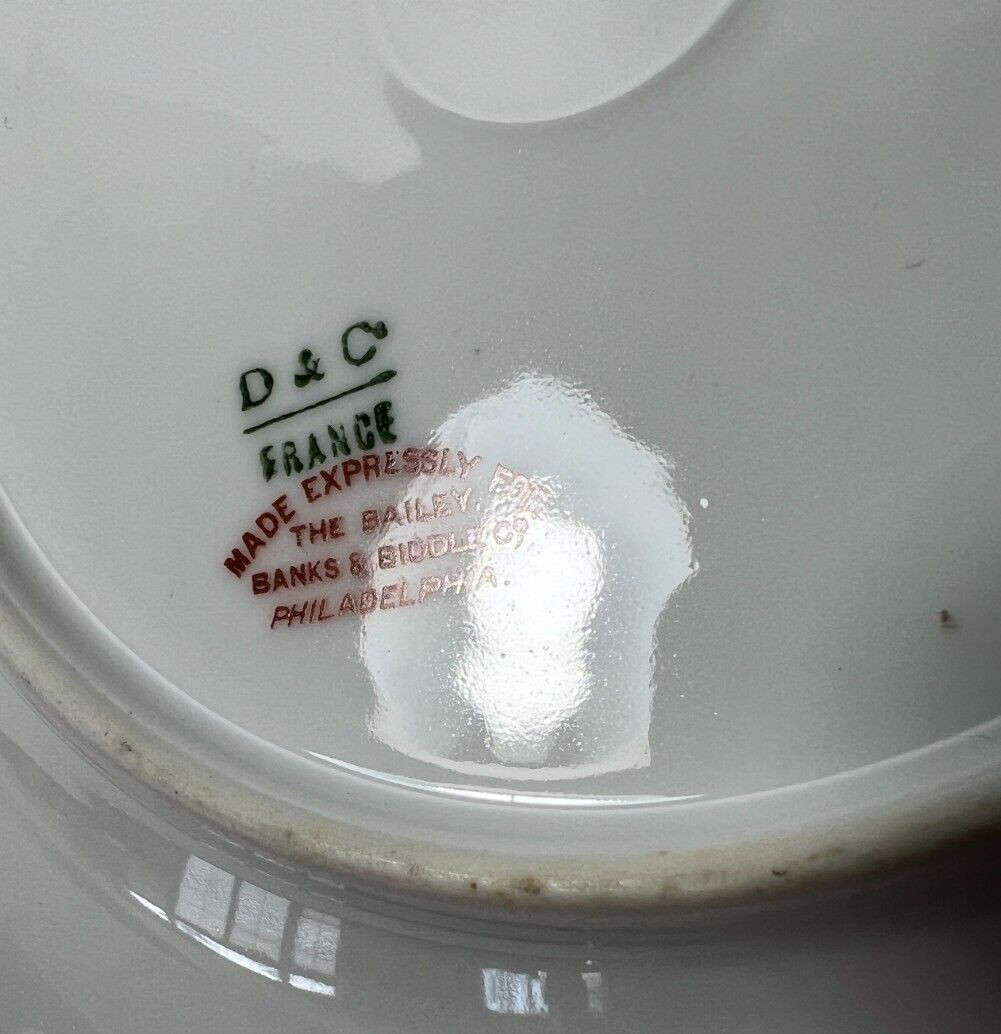 D & Co
FRANCE
MADE EXPRESSLY FOR
THE BAILEY,
BANKS & BIDDLE Co
PHILADELPHIA.